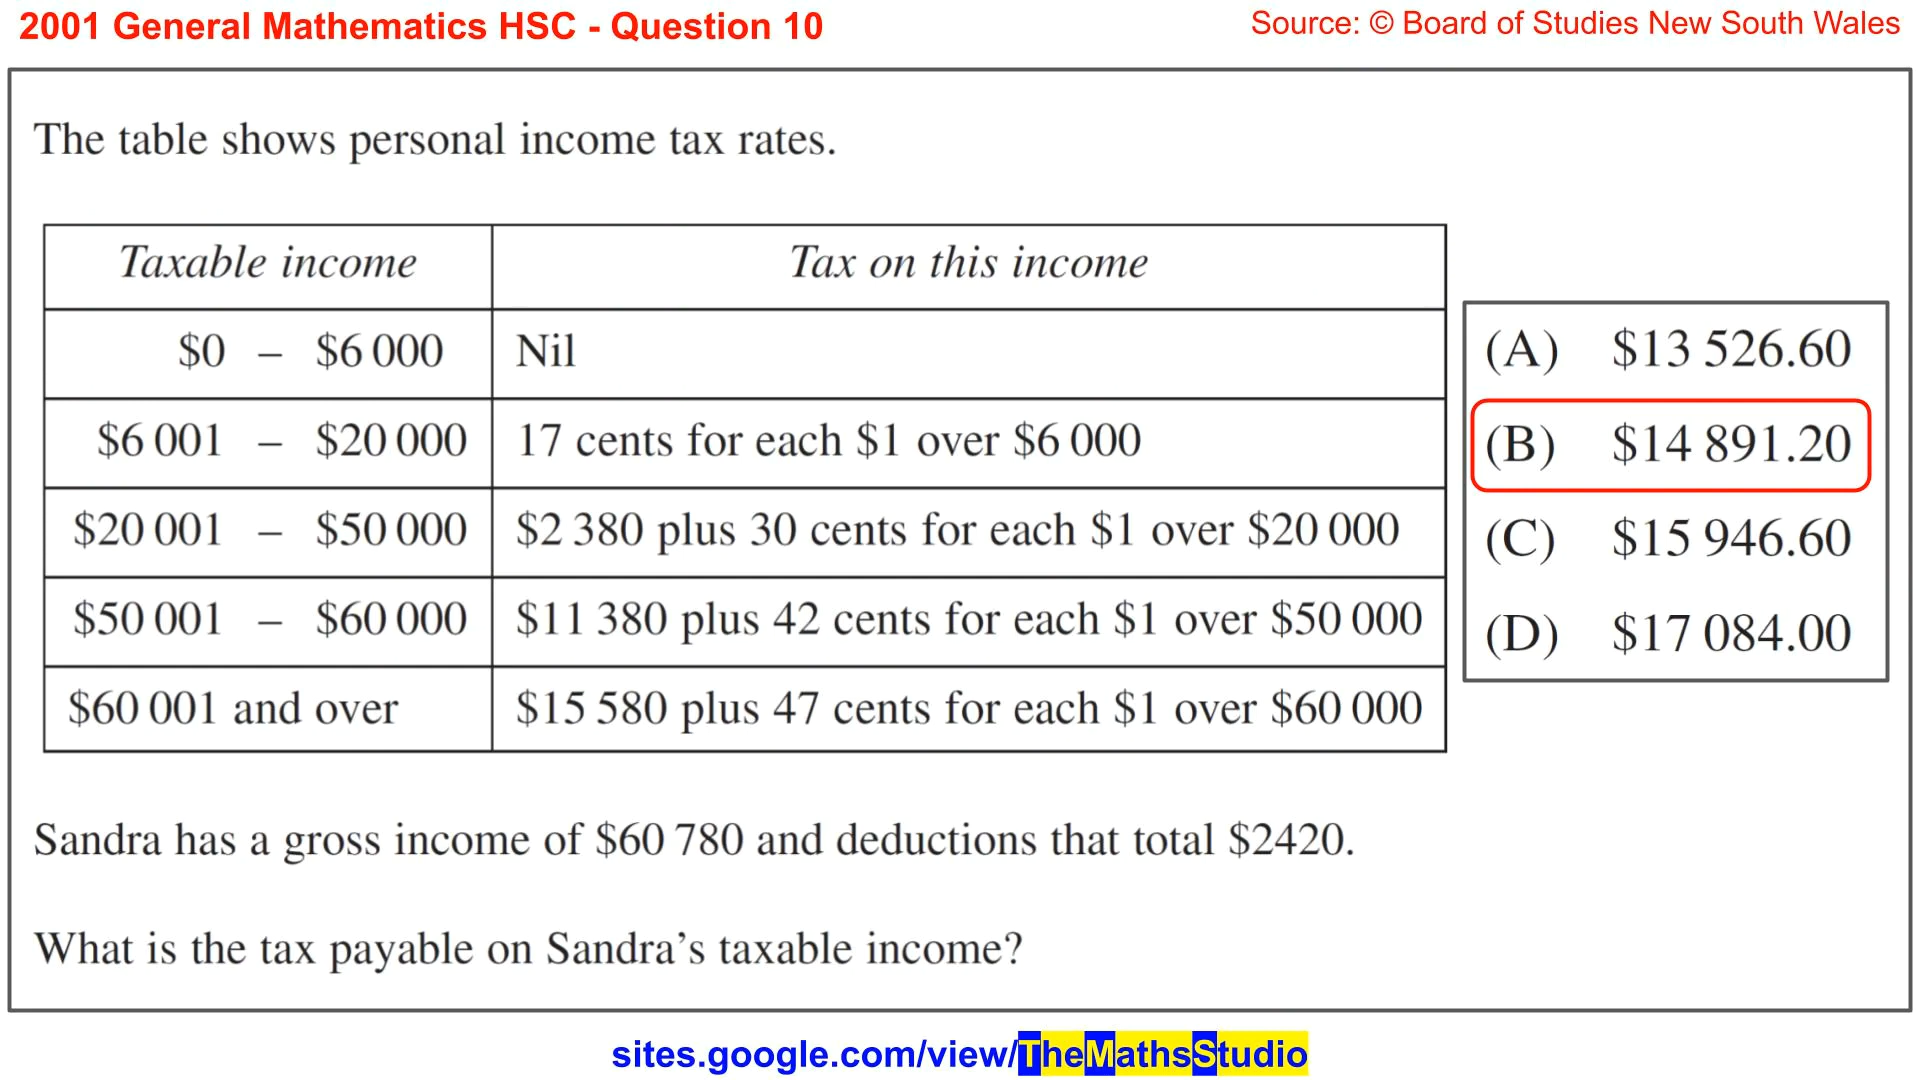 2001 General Mathematics HSC - Question 10
Source: © Board of Studies New South Wales
The table shows personal income tax rates.
Taxable income Tax on this income
$0 – $6 000 Nil
$6 001 – $20 000 17 cents for each $1 over $6 000
$20 001 – $50 000 $2 380 plus 30 cents for each $1 over $20 000
$50 001 – $60 000 $11 380 plus 42 cents for each $1 over $50 000
$60 001 and over $15 580 plus 47 cents for each $1 over $60 000
(A) $13 526.60
(B) $14 891.20
(C) $15 946.60
(D) $17 084.00
Sandra has a gross income of $60 780 and deductions that total $2420.
What is the tax payable on Sandra’s taxable income?
sites.google.com/view/TheMathsStudio